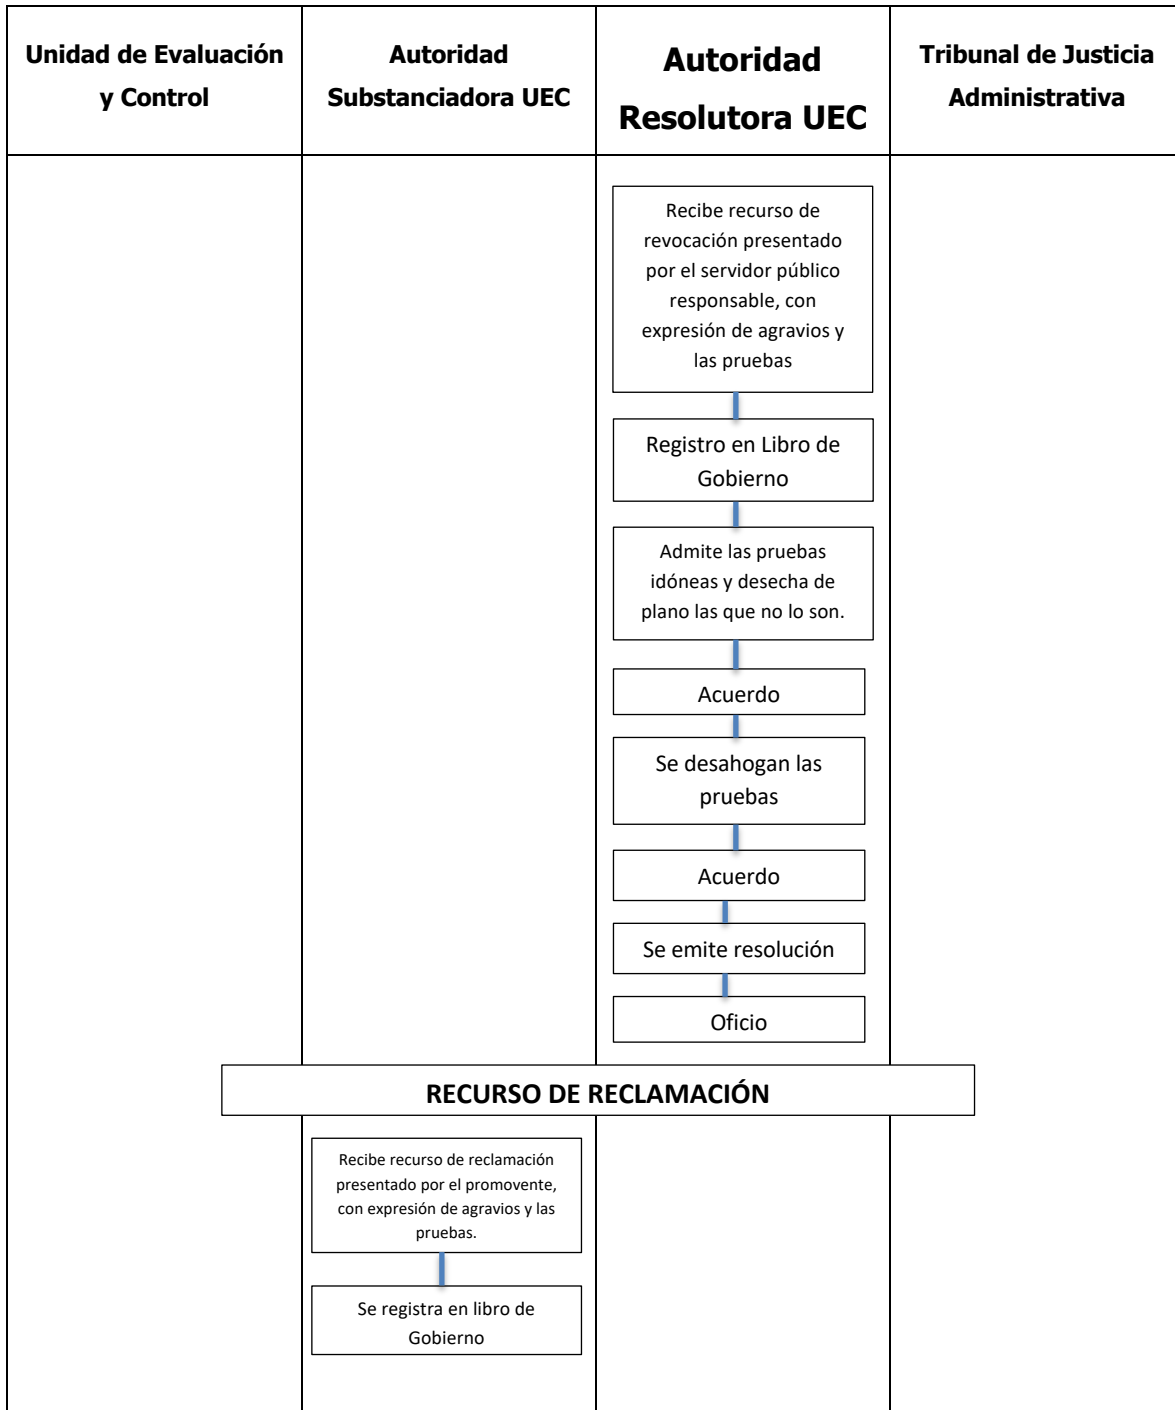 Unidad de Evaluación
y Control
Autoridad
Substanciadora UEC
Autoridad
Resolutora UEC
Tribunal de Justicia
Administrativa
Recibe recurso de
revocación presentado
por el servidor público
responsable, con
expresión de agravios y
las pruebas
Registro en Libro de
Gobierno
Admite las pruebas
idóneas y desecha de
plano las que no lo son.
Acuerdo
Se desahogan las
pruebas
Acuerdo
Se emite resolución
Oficio
RECURSO DE RECLAMACIÓN
Recibe recurso de reclamación
presentado por el promovente,
con expresión de agravios y las
pruebas.
Se registra en libro de
Gobierno